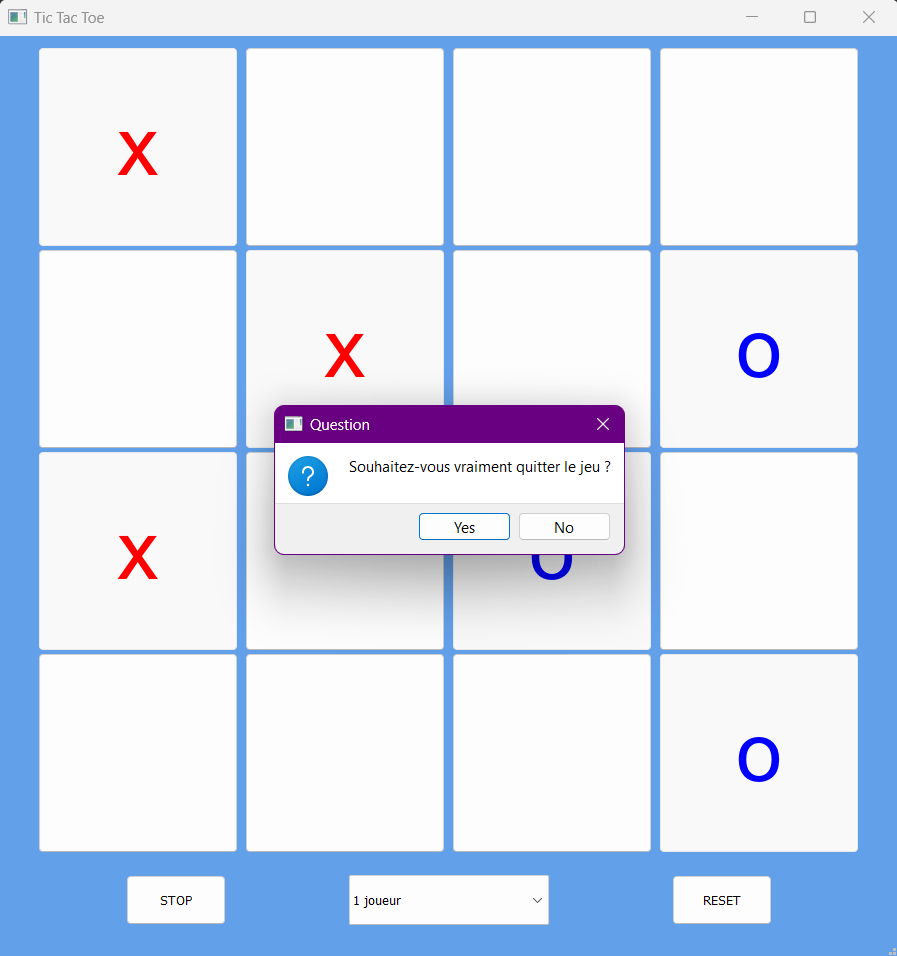 Tic Tac Toe
X
X
O
Question
Souhaitez-vous vraiment quitter le jeu ?
Yes
No
X
O
O
STOP
1 joueur
RESET